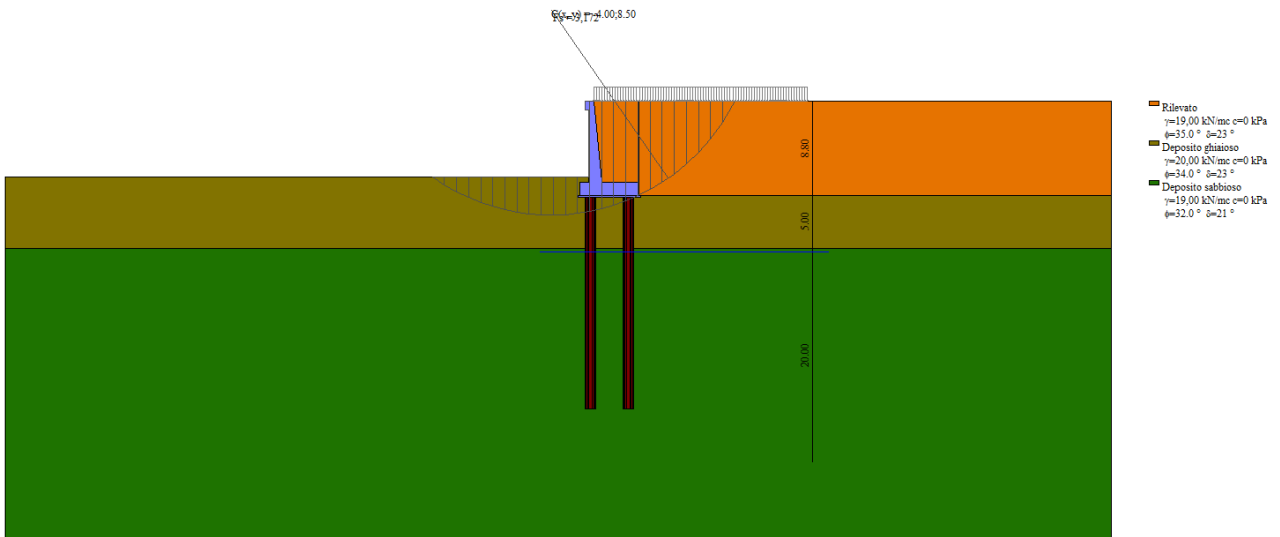 4.00;8.50
Rilevato
γ=19,00 kN/mc c=0 kPa
ϕ=35.0 ° δ=23 °
Deposito ghiaioso
γ=20,00 kN/mc c=0 kPa
ϕ=34.0 ° δ=23 °
Deposito sabbioso
γ=19,00 kN/mc c=0 kPa
ϕ=32.0 ° δ=21 °
8.80
5.00
20.00